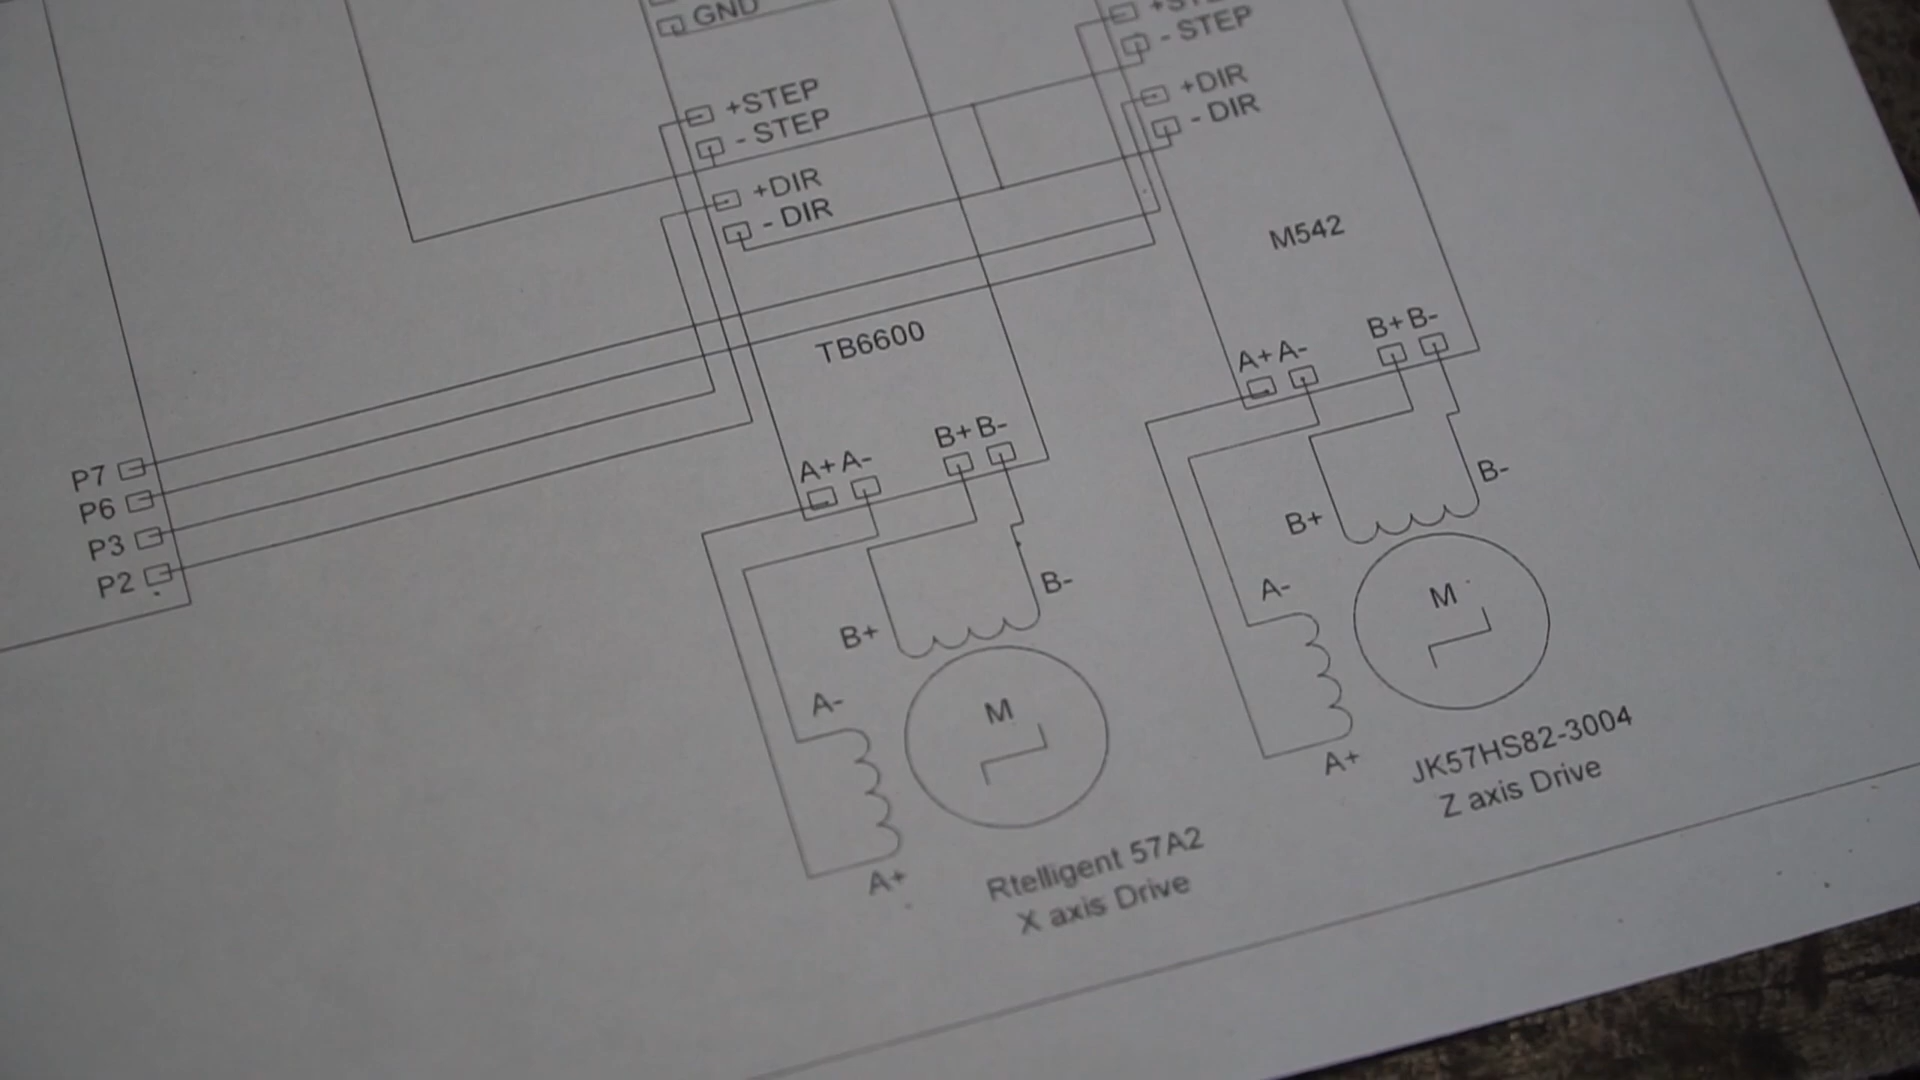 GND
+STEP
- STEP
+DIR
- DIR
TB6600
A+ A-
B+ B-
- STEP
+DIR
- DIR
M542
A+ A-
B+ B-
P7
P6
P3
P2
B+
B-
A-
A+
M
Rtelligent 57A2
X axis Drive
B+
B-
A-
A+
M
JK57HS82-3004
Z axis Drive